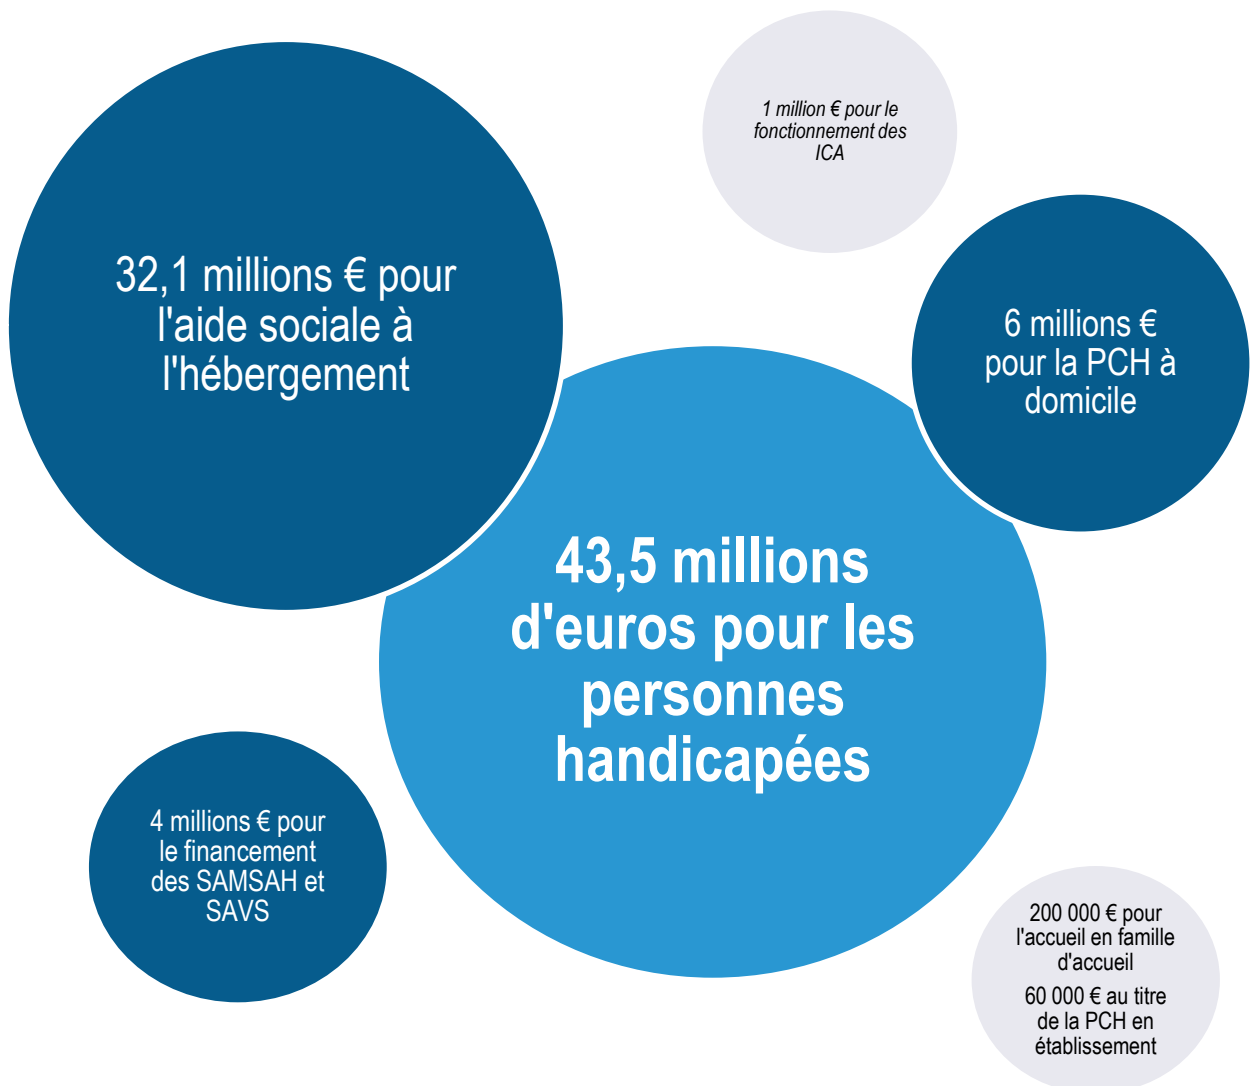 1 million € pour le
fonctionnement des
ICA
32,1 millions € pour
l'aide sociale à
l'hébergement
6 millions €
pour la PCH à
domicile
43,5 millions
d'euros pour les
personnes
handicapées
4 millions € pour
le financement
des SAMSAH et
SAVS
200 000 € pour
l'accueil en famille
d'accueil
60 000 € au titre
de la PCH en
établissement